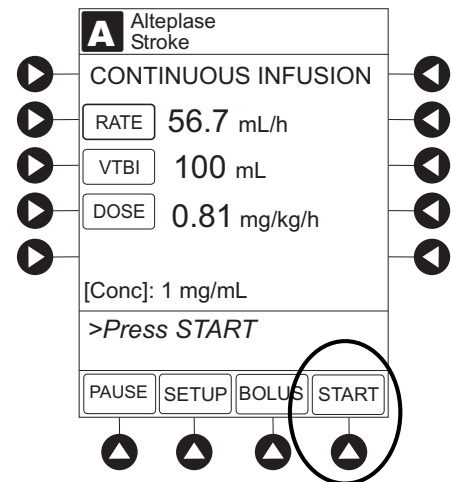 A Alteplase
Stroke
CONTINUOUS INFUSION
RATE 56.7 mL/h
VTBI 100 mL
DOSE 0.81 mg/kg/h
[Conc]: 1 mg/mL
>Press START
PAUSE SETUP BOLUS START